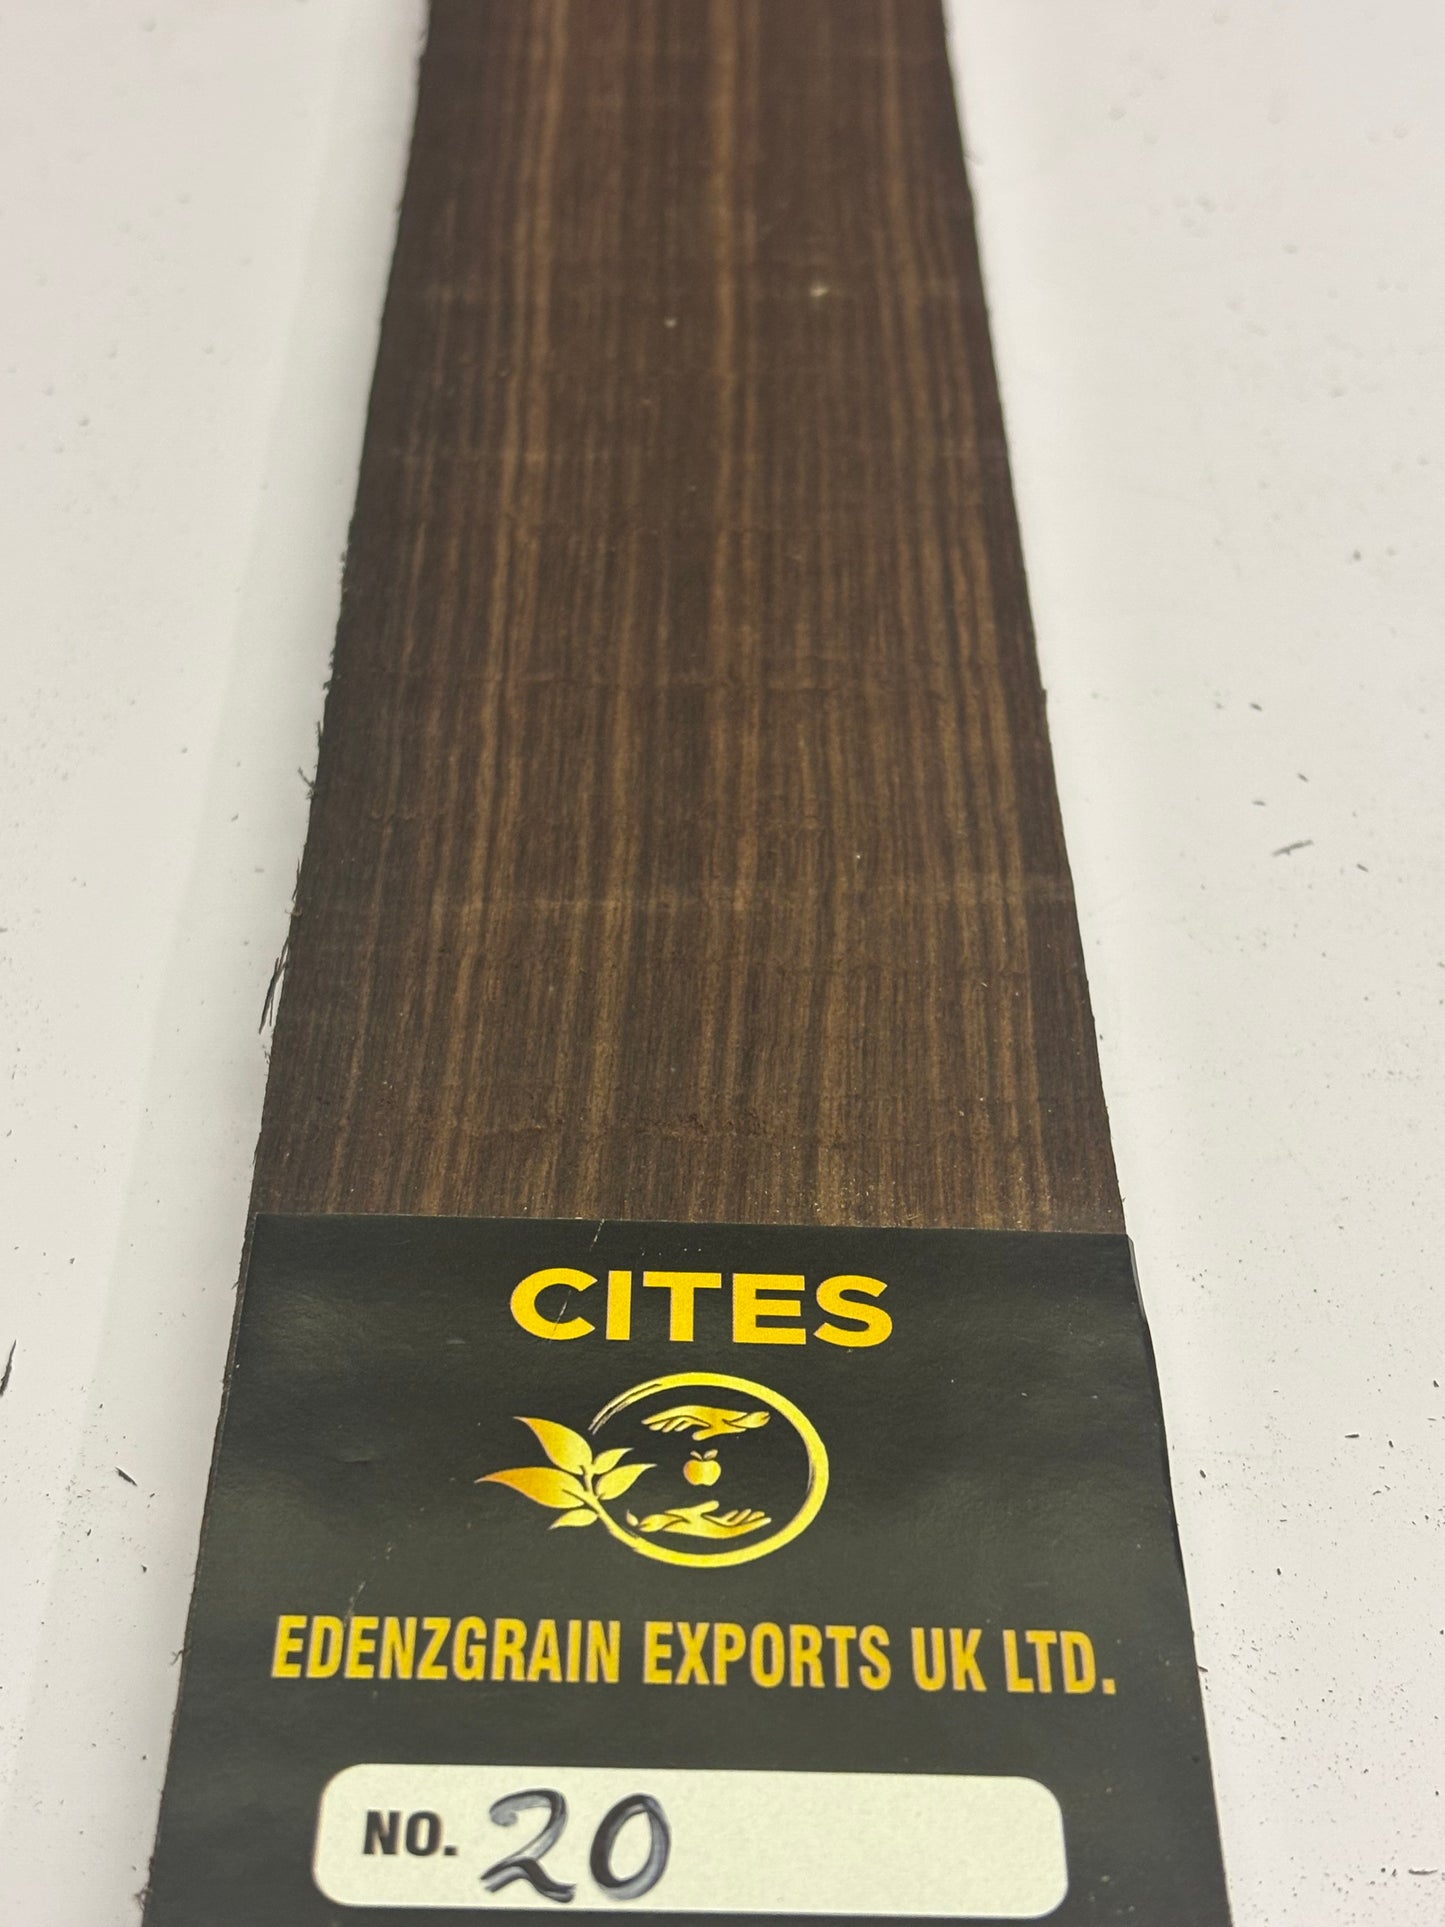 CITES
EDENZGRAIN EXPORTS UK LTD.
NO. 20